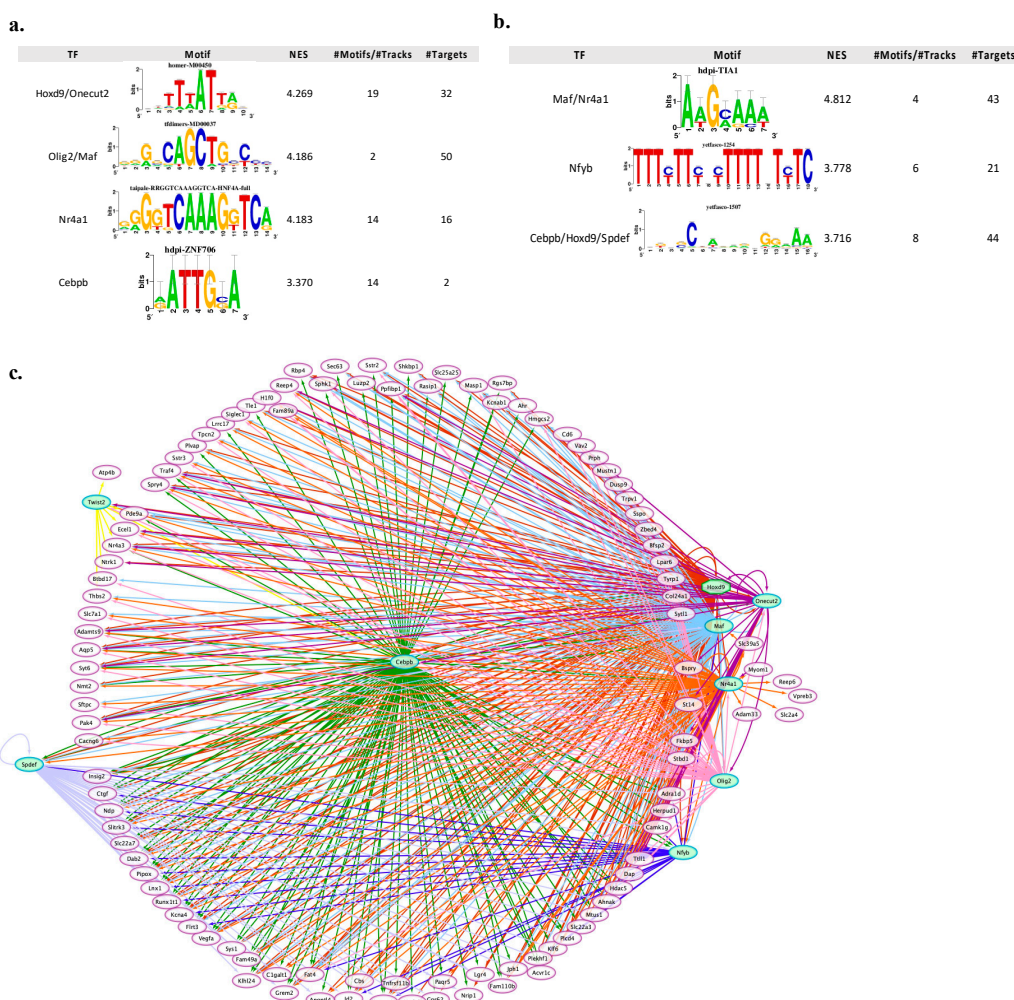 a.
TF Motif NES #Motifs/#Tracks #Targets
homer-M00450
Hoxd9/Onecut2 4.269 19 32
tfdimers-MD00037
Olig2/Maf 4.186 2 50
taipale-RRGGTCAAAGGTCA-HNF4A-full
Nr4a1 4.183 14 16
hdpi-ZNF706
Cebpb 3.370 14 2
b.
TF Motif NES #Motifs/#Tracks #Targets
hdpi-TIA1
Maf/Nr4a1 4.812 4 43
yetfasco-1254
Nfyb 3.778 6 21
yetfasco-1507
Cebpb/Hoxd9/Spdef 3.716 8 44
c.
Rbp4
Sec63
Sstr2
Shkbp1
Slc25a25
Masp1
Rgs7bp
Reep4
Sphk1
Luzp2
Ppfibp1
Rasip1
Kcnab1
Ahr
Hmgcs2
H1f0
Tle1
Fam89a
Siglec1
Lrrc17
Tpcn2
Plvap
Sstr3
Traf4
Spry4
Cd6
Vav2
Prph
Mustn1
Dusp9
Trpv1
Sspo
Zbed4
Bfsp2
Lpar6
Tyrp1
Col24a1
Sytl1
Atp4b
Twist2
Pde9a
Ecel1
Nr4a3
Ntrk1
Btbd17
Thbs2
Slc7a1
Adamts9
Aqp5
Syt6
Nmt2
Sftpc
Pak4
Cacng6
Spdef
Cebpb
Hoxd9
Onecut2
Maf
Slc39a5
Bspry
Myom1
Nr4a1
Reep6
Vpreb3
St14
Adam33
Slc2a4
Fkbp5
Stbd1
Olig2
Adra1d
Herpud1
Camk1g
Nfyb
Insig2
Ctgf
Ndp
Slitrk3
Slc22a7
Dab2
Pipox
Lnx1
Runx1t1
Kcna4
Flrt3
Vegfa
Sys1
Fam49a
Klhl24
C1galt1
Grem2
Fat4
Id2
Cbs
Tnfrsf11b
Paqr5
Lgr4
Nrip1
Jph1
Fam110b
Acvr1c
Plekhf1
Klf6
Plcd4
Slc22a3
Mtus1
Ahnak
Hdac5
Dap